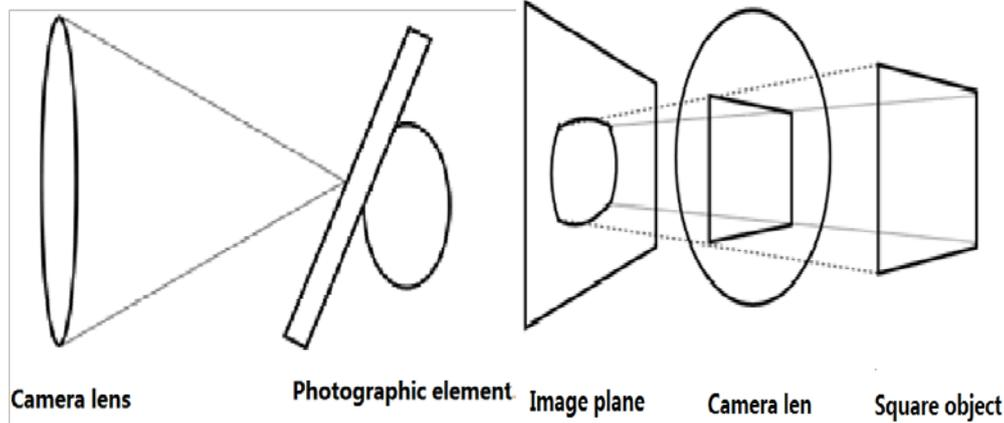 Camera lens
Photographic element
Image plane
Camera len
Square object